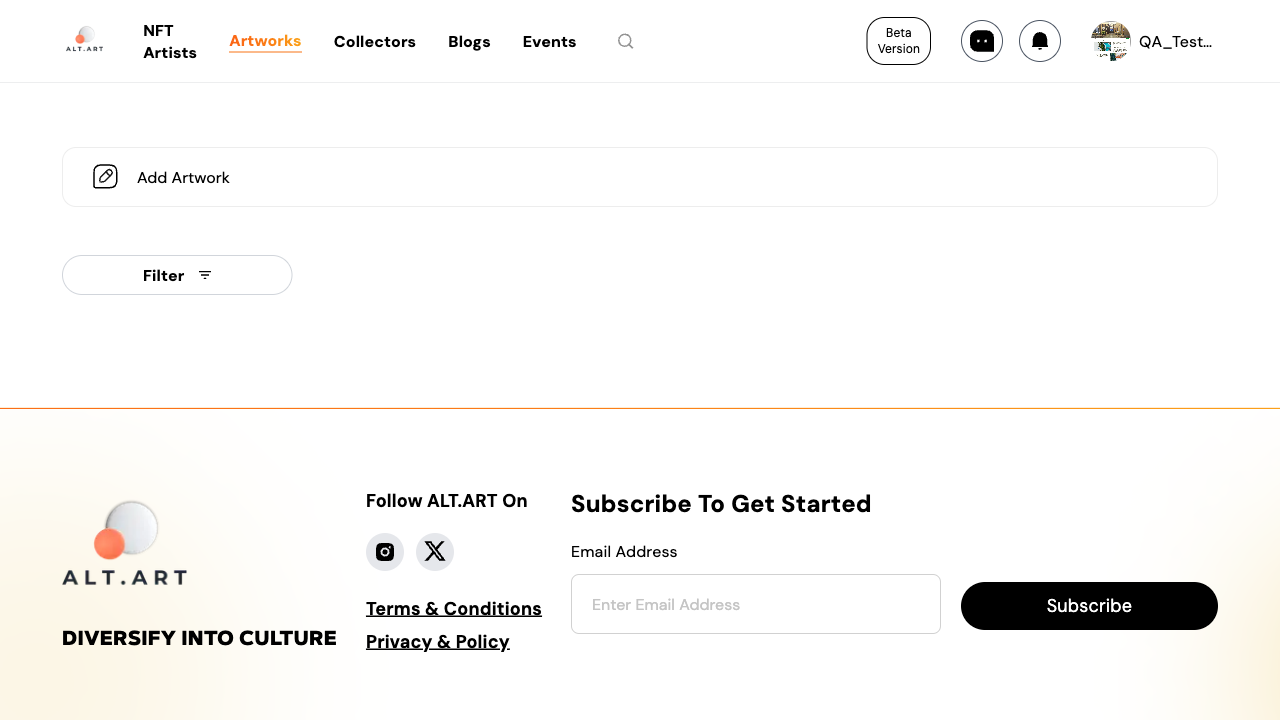 ALT.ART
NFT
Artists
Artworks
Collectors
Blogs
Events
Beta
Version
QA_Test...
Add Artwork
Filter
ALT.ART
DIVERSIFY INTO CULTURE
Follow ALT.ART On
Terms & Conditions
Privacy & Policy
Subscribe To Get Started
Email Address
Enter Email Address
Subscribe